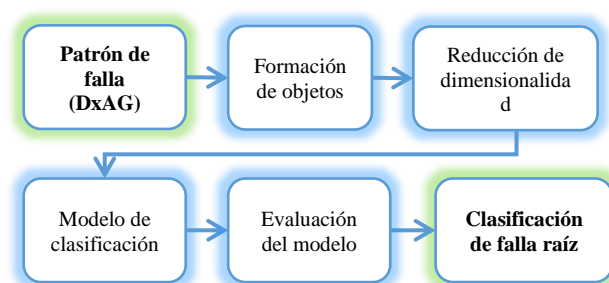 Patrón de
falla
(DxAG)
Formación
de objetos
Reducción de
dimensionalida
d
Modelo de
clasificación
Evaluación
del modelo
Clasificación
de falla raíz